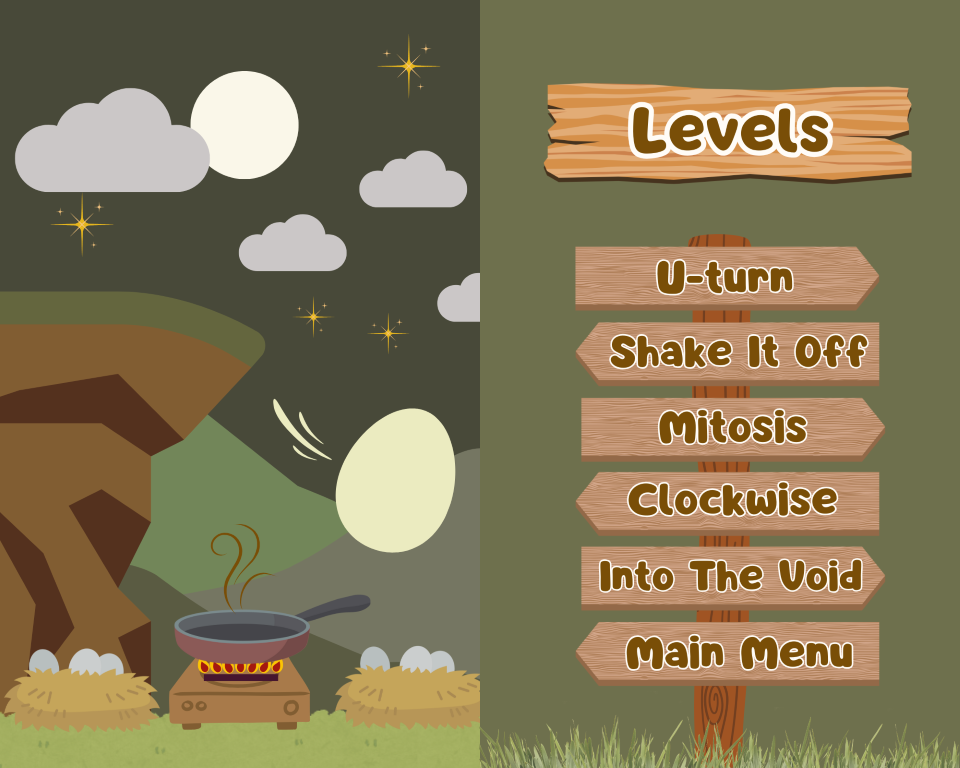 Levels
U-turn
Shake It Off
Mitosis
Clockwise
Into The Void
Main Menu